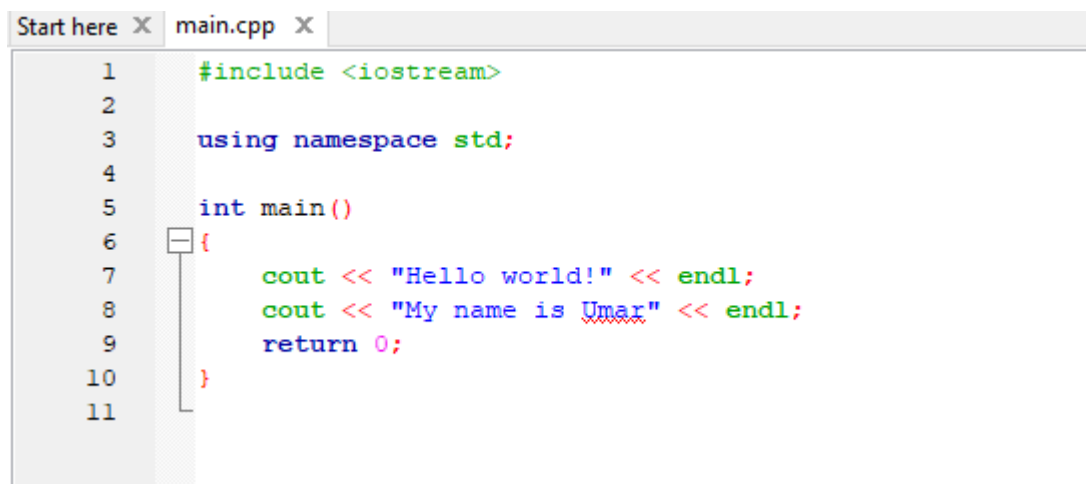 Start here X main.cpp X
1 #include <iostream>
2
3 using namespace std;
4
5 int main()
6 {
7 cout << "Hello world!" << endl;
8 cout << "My name is Umar" << endl;
9 return 0;
10 }
11